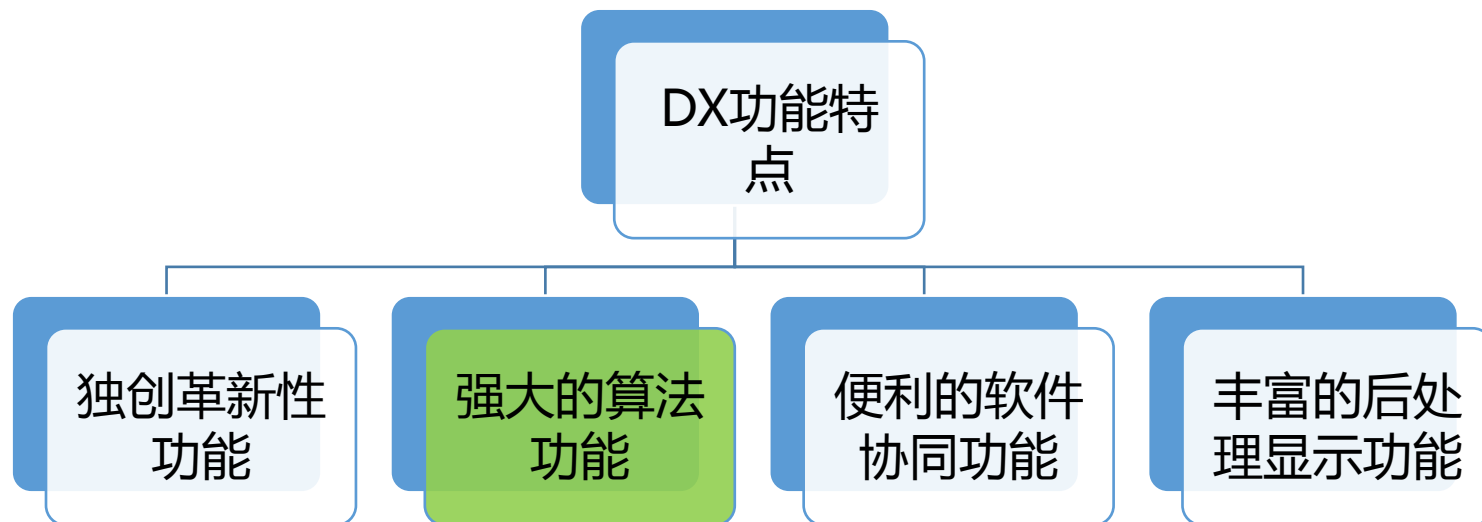 DX功能特
点
独创革新性
功能
强大的算法
功能
便利的软件
协同功能
丰富的后处
理显示功能